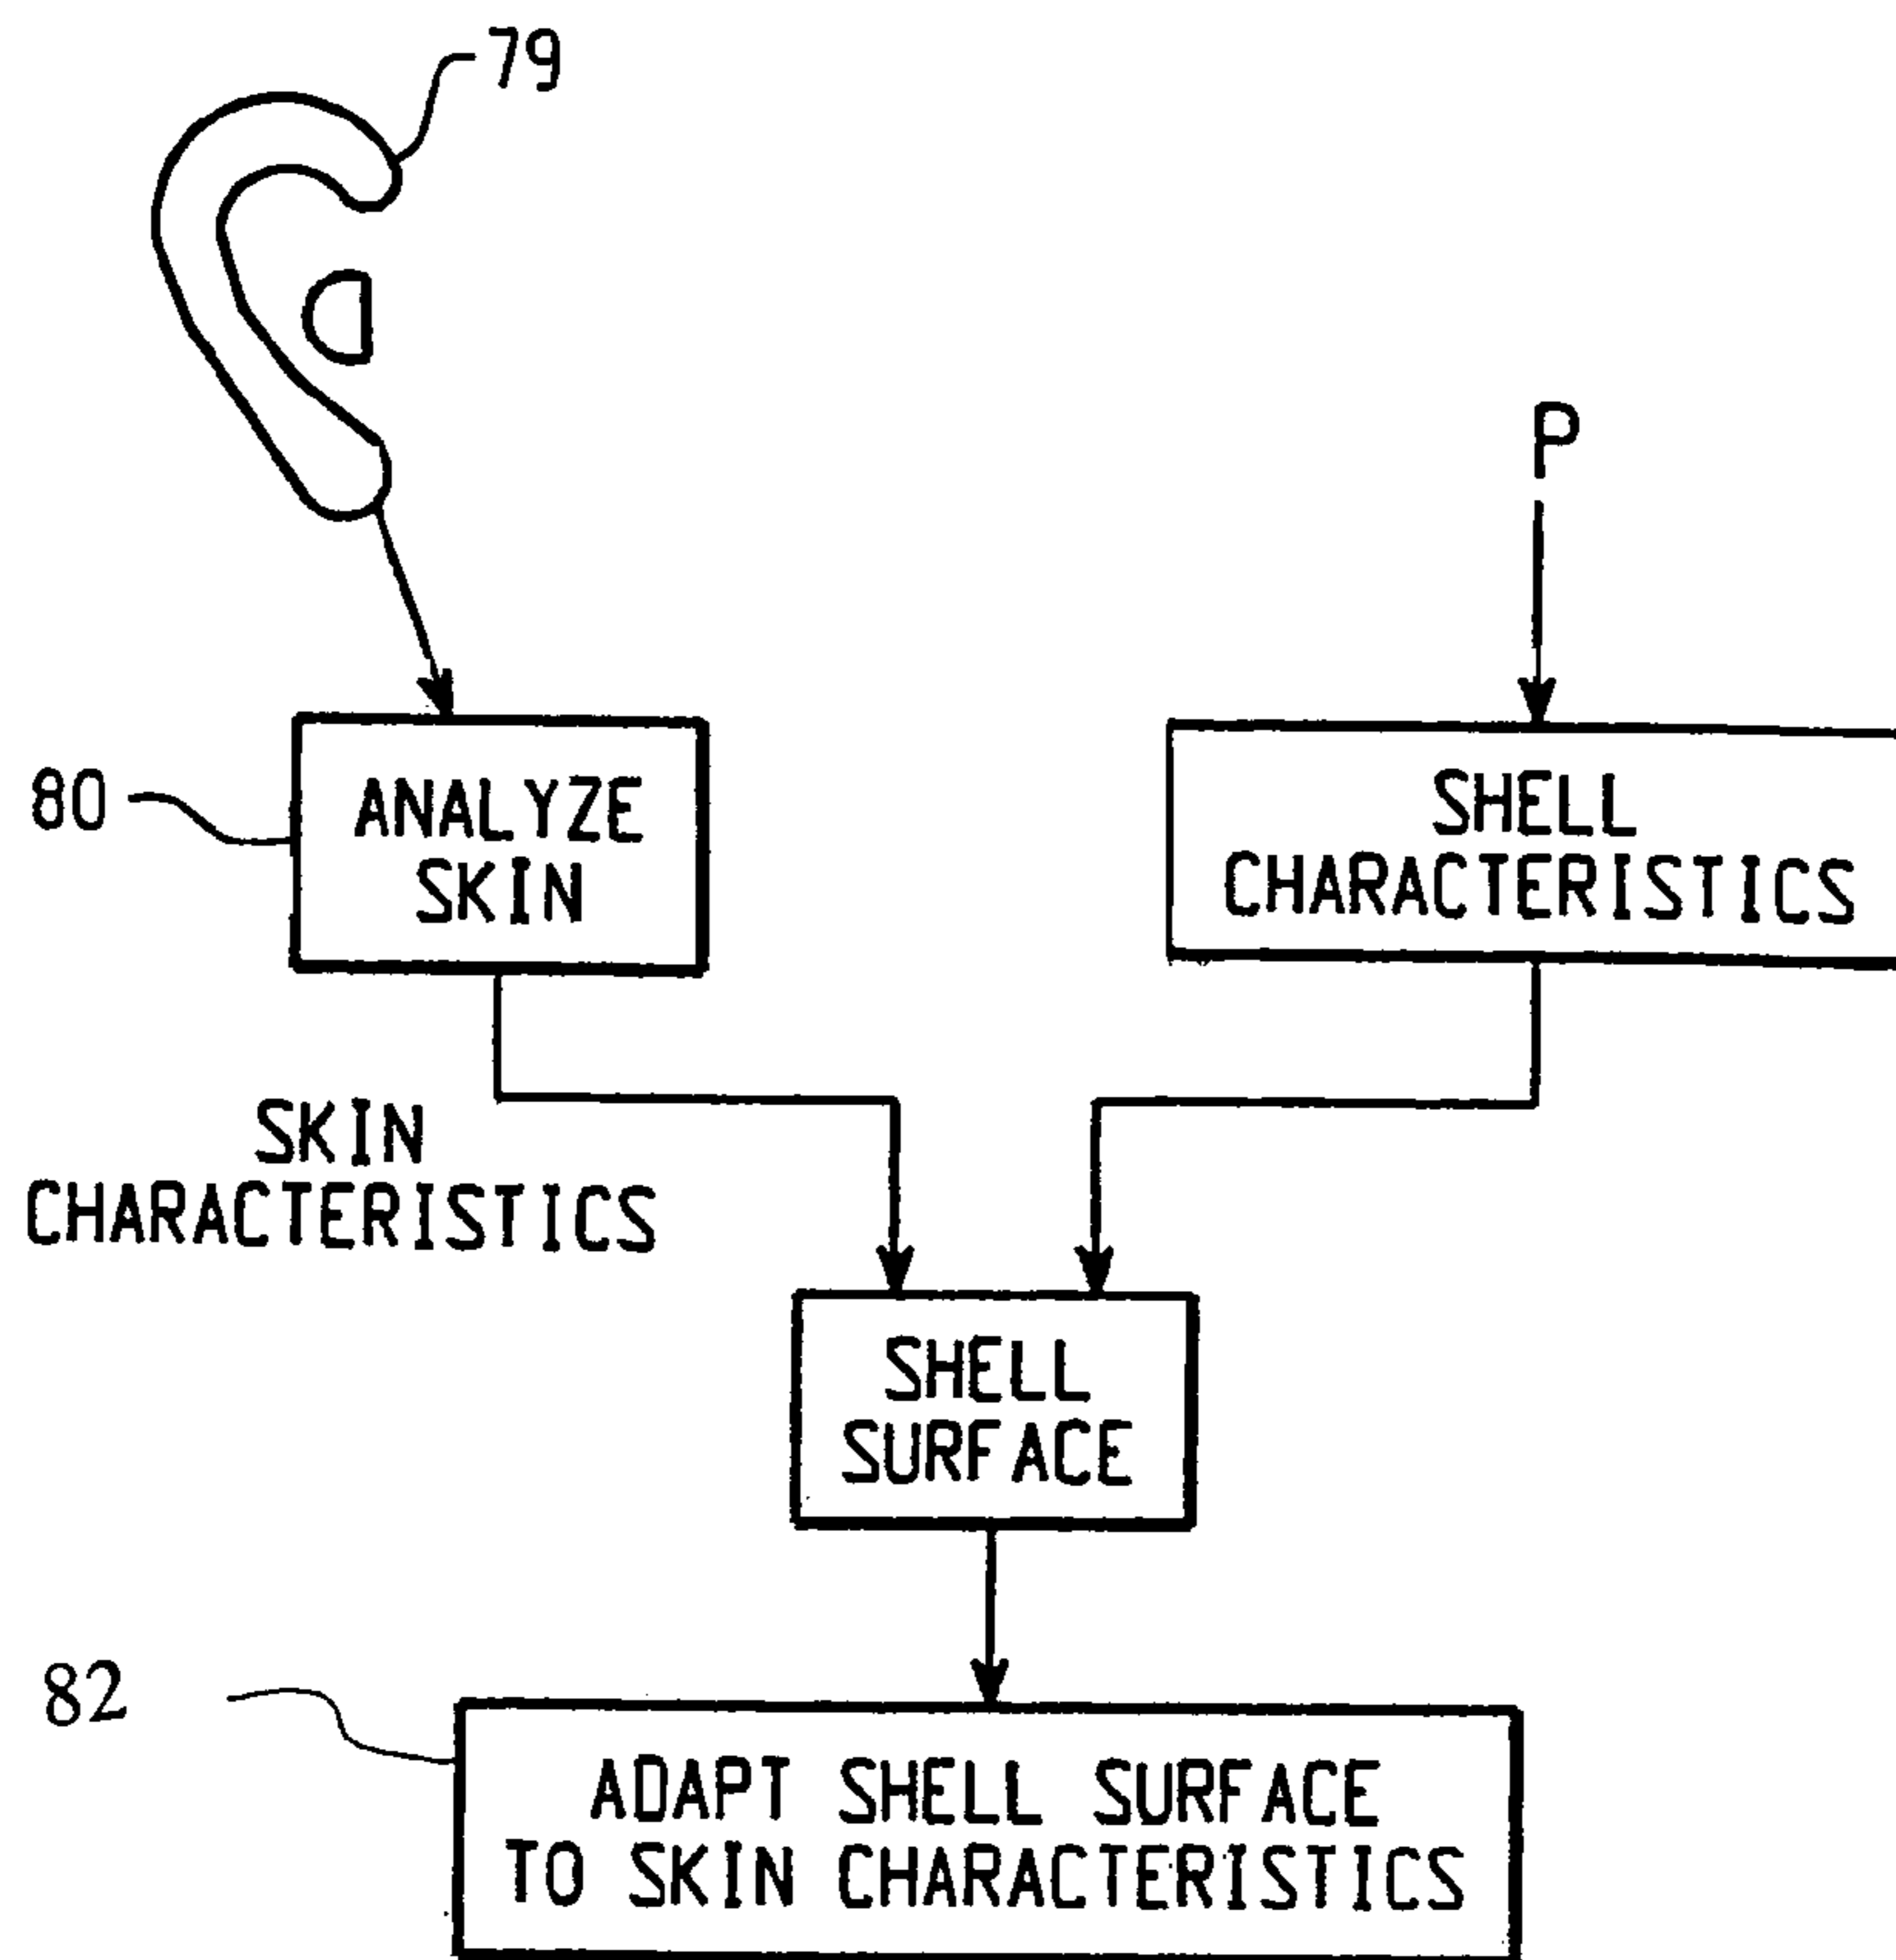 79
P
80
ANALYZE
SKIN
SHELL
CHARACTERISTICS
SKIN
CHARACTERISTICS
SHELL
SURFACE
82
ADAPT SHELL SURFACE
TO SKIN CHARACTERISTICS